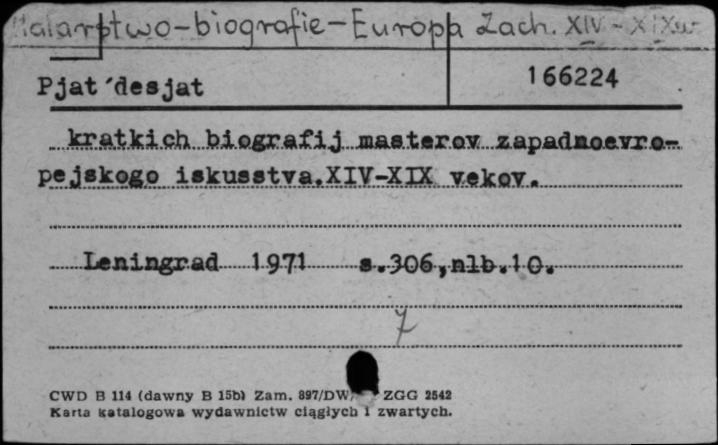 Malarstwo-biografie-Europa Zach. XIV-XIXw
Pjat'desjat 166224
kratkich biografij masterov zapadnoevro-
pejskogo iskusstva.XIV-XIX vekov.
Leningrad 1971 s.306,nlb.10.
7
CWD B 114 (dawny B 15b) Zam. 897/DW/ ZGG 2542
Karta katalogowa wydawnictw ciągłych i zwartych.